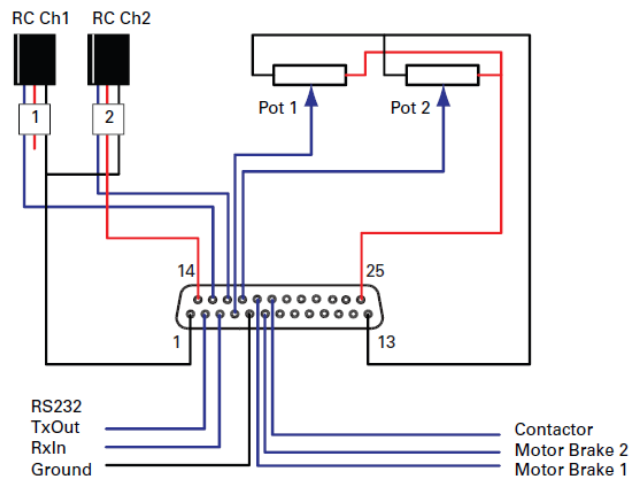 RC Ch1 RC Ch2
1 2
Pot 1 Pot 2
14 25
1 13
RS232
TxOut
RxIn
Ground
Contactor
Motor Brake 2
Motor Brake 1